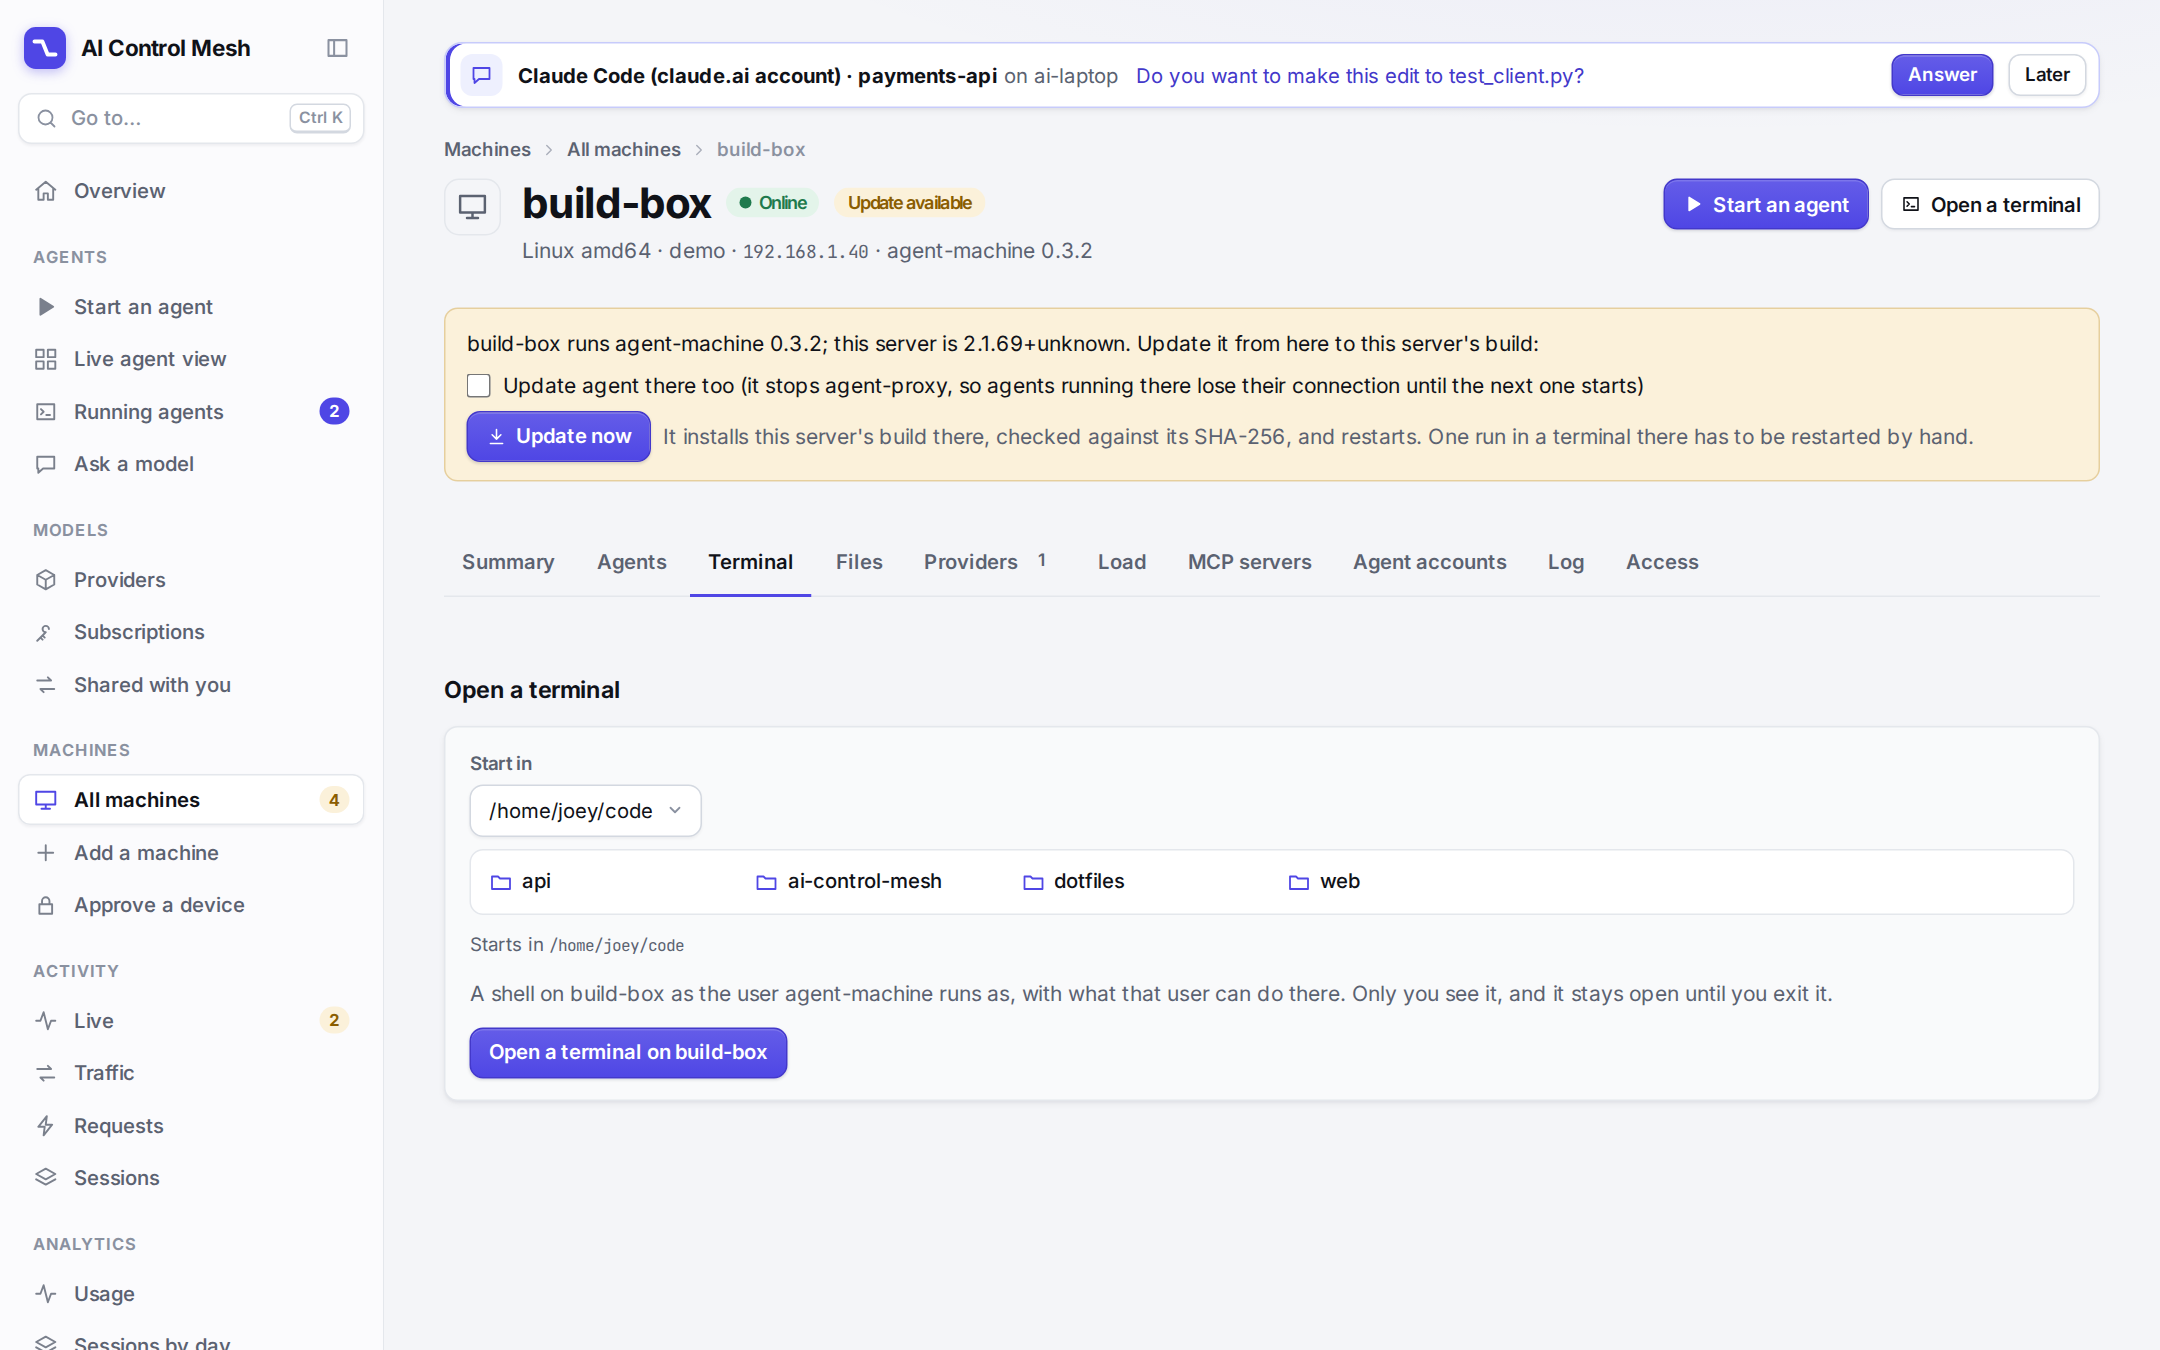 AI Control Mesh
Go to...
Ctrl K
Overview
AGENTS
Start an agent
Live agent view
Running agents 2
Ask a model
MODELS
Providers
Subscriptions
Shared with you
MACHINES
All machines 4
Add a machine
Approve a device
ACTIVITY
Live 2
Traffic
Requests
Sessions
ANALYTICS
Usage
Sessions by day
Claude Code (claude.ai account) · payments-api on ai-laptop Do you want to make this edit to test_client.py?
Answer
Later
Machines > All machines > build-box
build-box
Online
Update available
Start an agent
Open a terminal
Linux amd64 · demo · 192.168.1.40 · agent-machine 0.3.2
build-box runs agent-machine 0.3.2; this server is 2.1.69+unknown. Update it from here to this server's build:
Update agent there too (it stops agent-proxy, so agents running there lose their connection until the next one starts)
Update now It installs this server's build there, checked against its SHA-256, and restarts. One run in a terminal there has to be restarted by hand.
Summary Agents Terminal Files Providers 1 Load MCP servers Agent accounts Log Access
Open a terminal
Start in
/home/joey/code
api ai-control-mesh dotfiles web
Starts in /home/joey/code
A shell on build-box as the user agent-machine runs as, with what that user can do there. Only you see it, and it stays open until you exit it.
Open a terminal on build-box